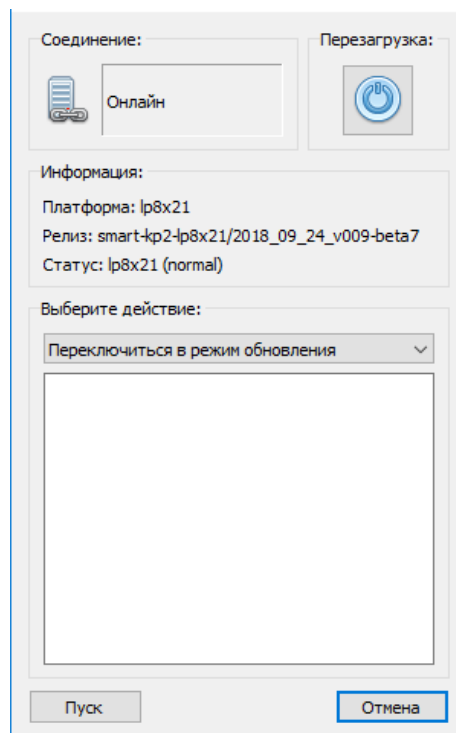 Соединение:
Перезагрузка:
Онлайн
Информация:
Платформа: lp8x21
Релиз: smart-kp2-lp8x21/2018_09_24_v009-beta7
Статус: lp8x21 (normal)
Выберите действие:
Переключиться в режим обновления
Пуск
Отмена